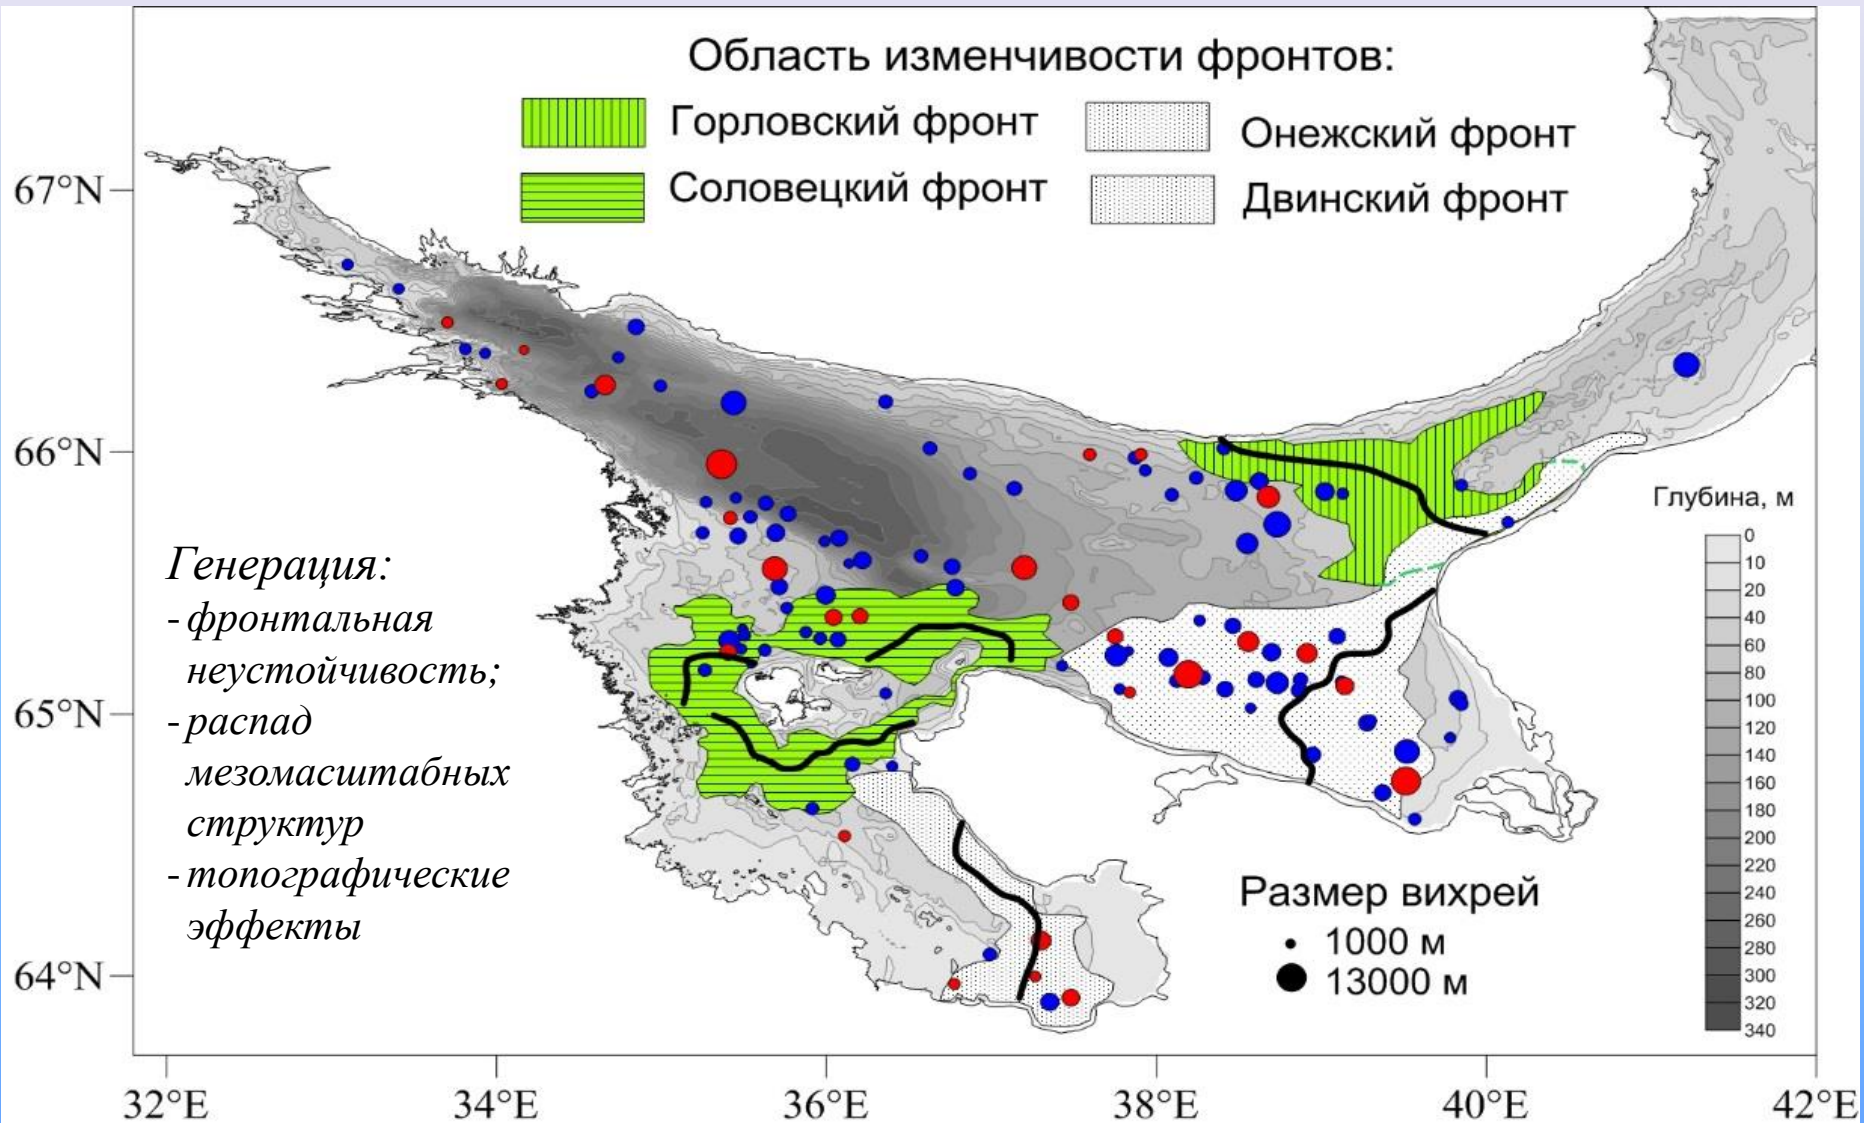 Область изменчивости фронтов:
Горловский фронт
Онежский фронт
Соловецкий фронт
Двинский фронт
67°N
66°N
65°N
64°N
Генерация:
- фронтальная
неустойчивость;
- распад
мезомасштабных
структур
- топографические
эффекты
Глубина, м
0
10
20
40
60
80
100
120
140
160
180
200
220
240
260
280
300
320
340
Размер вихрей
1000 м
13000 м
32°E
34°E
36°E
38°E
40°E
42°E